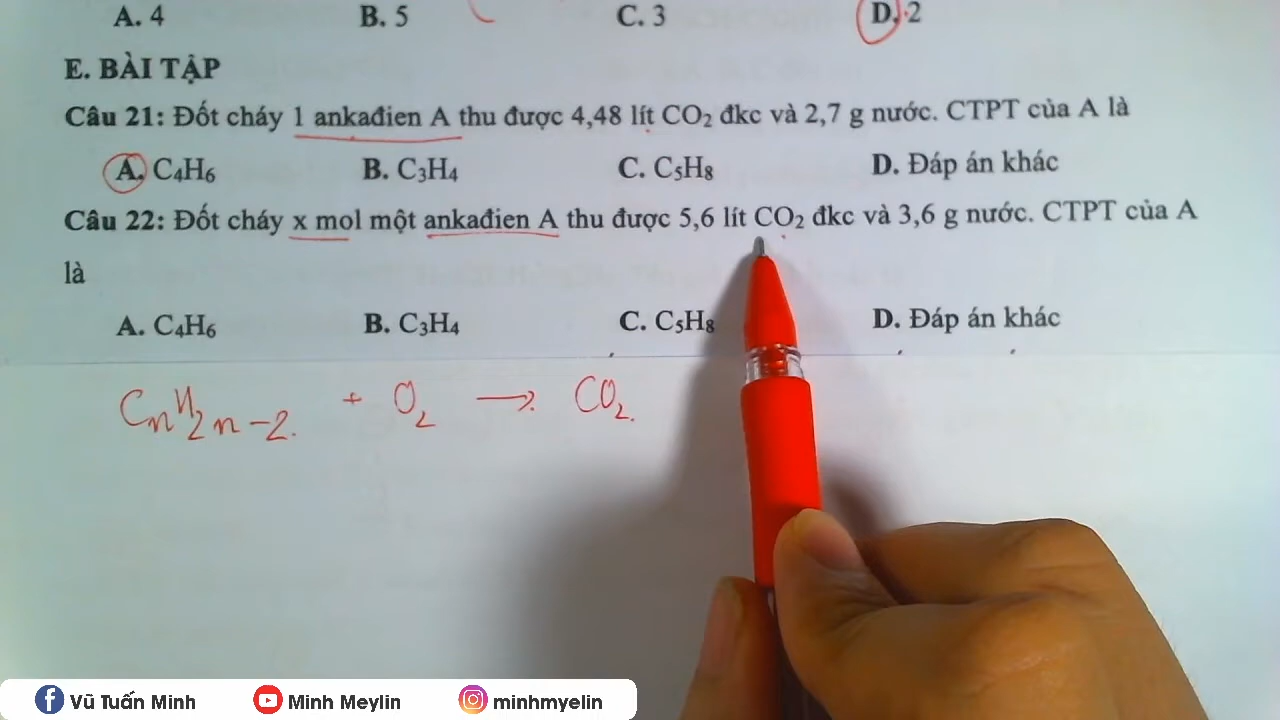 A. 4 B. 5 C. 3 D. 2
E. BÀI TẬP
Câu 21: Đốt cháy 1 ankađien A thu được 4,48 lít CO₂ đkc và 2,7 g nước. CTPT của A là
A. C₄H₆ B. C₃H₄ C. C₅H₈ D. Đáp án khác
Câu 22: Đốt cháy x mol một ankađien A thu được 5,6 lít CO₂ đkc và 3,6 g nước. CTPT của A
là
A. C₄H₆ B. C₃H₄ C. C₅H₈ D. Đáp án khác
CnH2n-2 + O₂ → CO₂
Vũ Tuấn Minh Minh Meylin minhmyelin